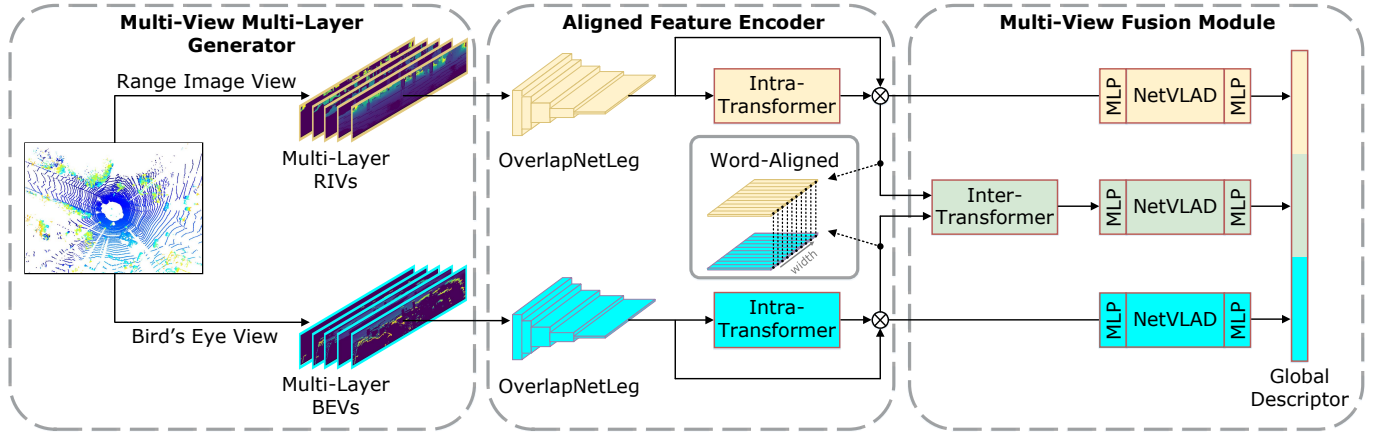 Multi-View Multi-Layer
Generator
Range Image View
Multi-Layer
RIVs
Bird's Eye View
Multi-Layer
BEVs
Aligned Feature Encoder
OverlapNetLeg
Intra-
Transformer
Word-Aligned
width
OverlapNetLeg
Intra-
Transformer
Multi-View Fusion Module
MLP
NetVLAD
MLP
Inter-
Transformer
MLP
NetVLAD
MLP
MLP
NetVLAD
MLP
Global
Descriptor